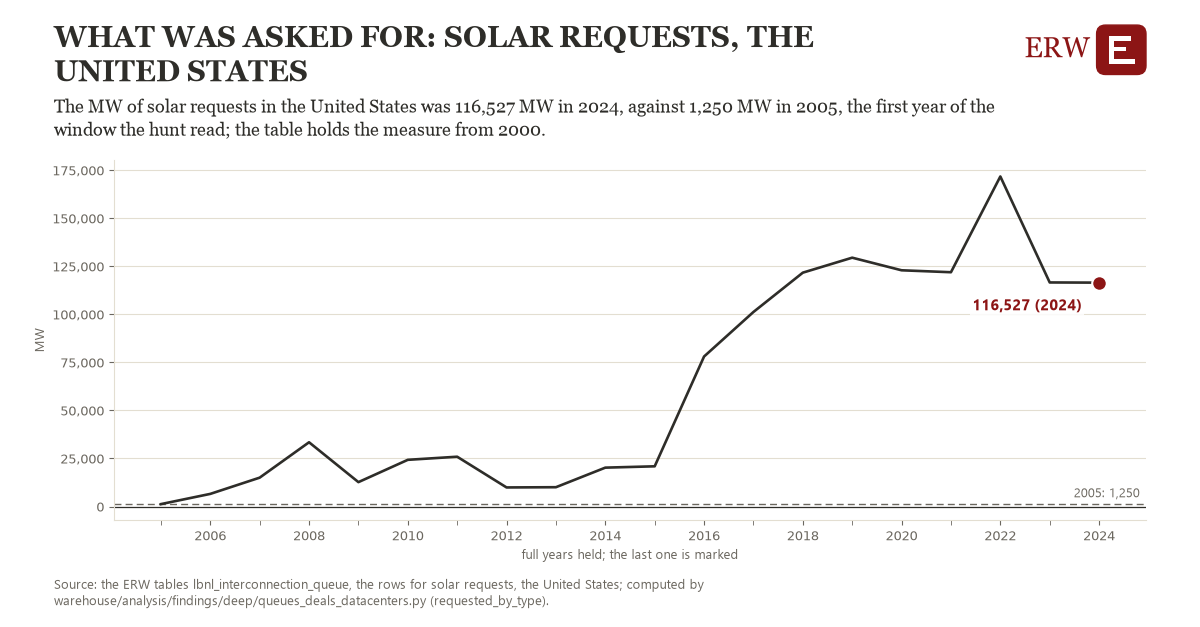 WHAT WAS ASKED FOR: SOLAR REQUESTS, THE
UNITED STATES
ERW E
The MW of solar requests in the United States was 116,527 MW in 2024, against 1,250 MW in 2005, the first year of the
window the hunt read; the table holds the measure from 2000.
175,000
150,000
125,000
100,000
75,000
50,000
25,000
0
MW
116,527 (2024)
2005: 1,250
2006 2008 2010 2012 2014 2016 2018 2020 2022 2024
full years held; the last one is marked
Source: the ERW tables lbnl_interconnection_queue, the rows for solar requests, the United States; computed by
warehouse/analysis/findings/deep/queues_deals_datacenters.py (requested_by_type).